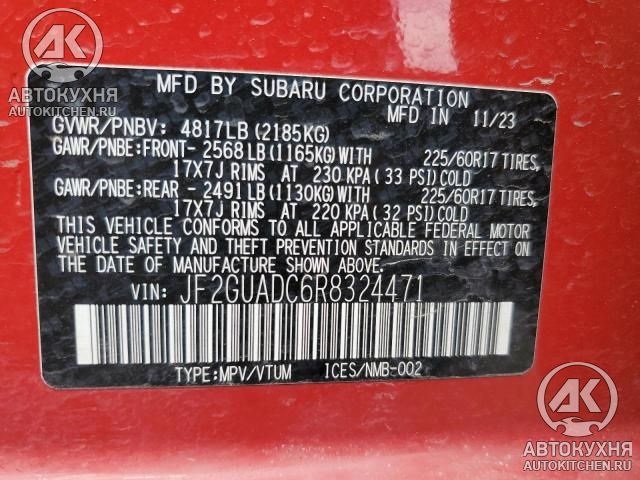 AK
АВТОКУХНЯ
AUTOKITCHEN.RU
MFD BY SUBARU CORPORATION
MFD IN 11/23
GVWR/PNBV: 4817LB (2185KG)
GAWR/PNBE:FRONT- 2568LB (1165KG) WITH 225/60R17 TIRES,
17X7J RIMS AT 230 KPA ( 33 PSI) COLD
GAWR/PNBE:REAR - 2491LB (1130KG) WITH 225/60R17 TIRES,
17X7J RIMS AT 220 KPA ( 32 PSI) COLD
THIS VEHICLE CONFORMS TO ALL APPLICABLE FEDERAL MOTOR
VEHICLE SAFETY AND THEFT PREVENTION STANDARDS IN EFFECT ON
THE DATE OF MANUFACTURE SHOWN ABOVE.
VIN: JF2GUADC6R8324471
TYPE:MPV/VTUM ICES/NMB-002
AK
АВТОКУХНЯ
AUTOKITCHEN.RU